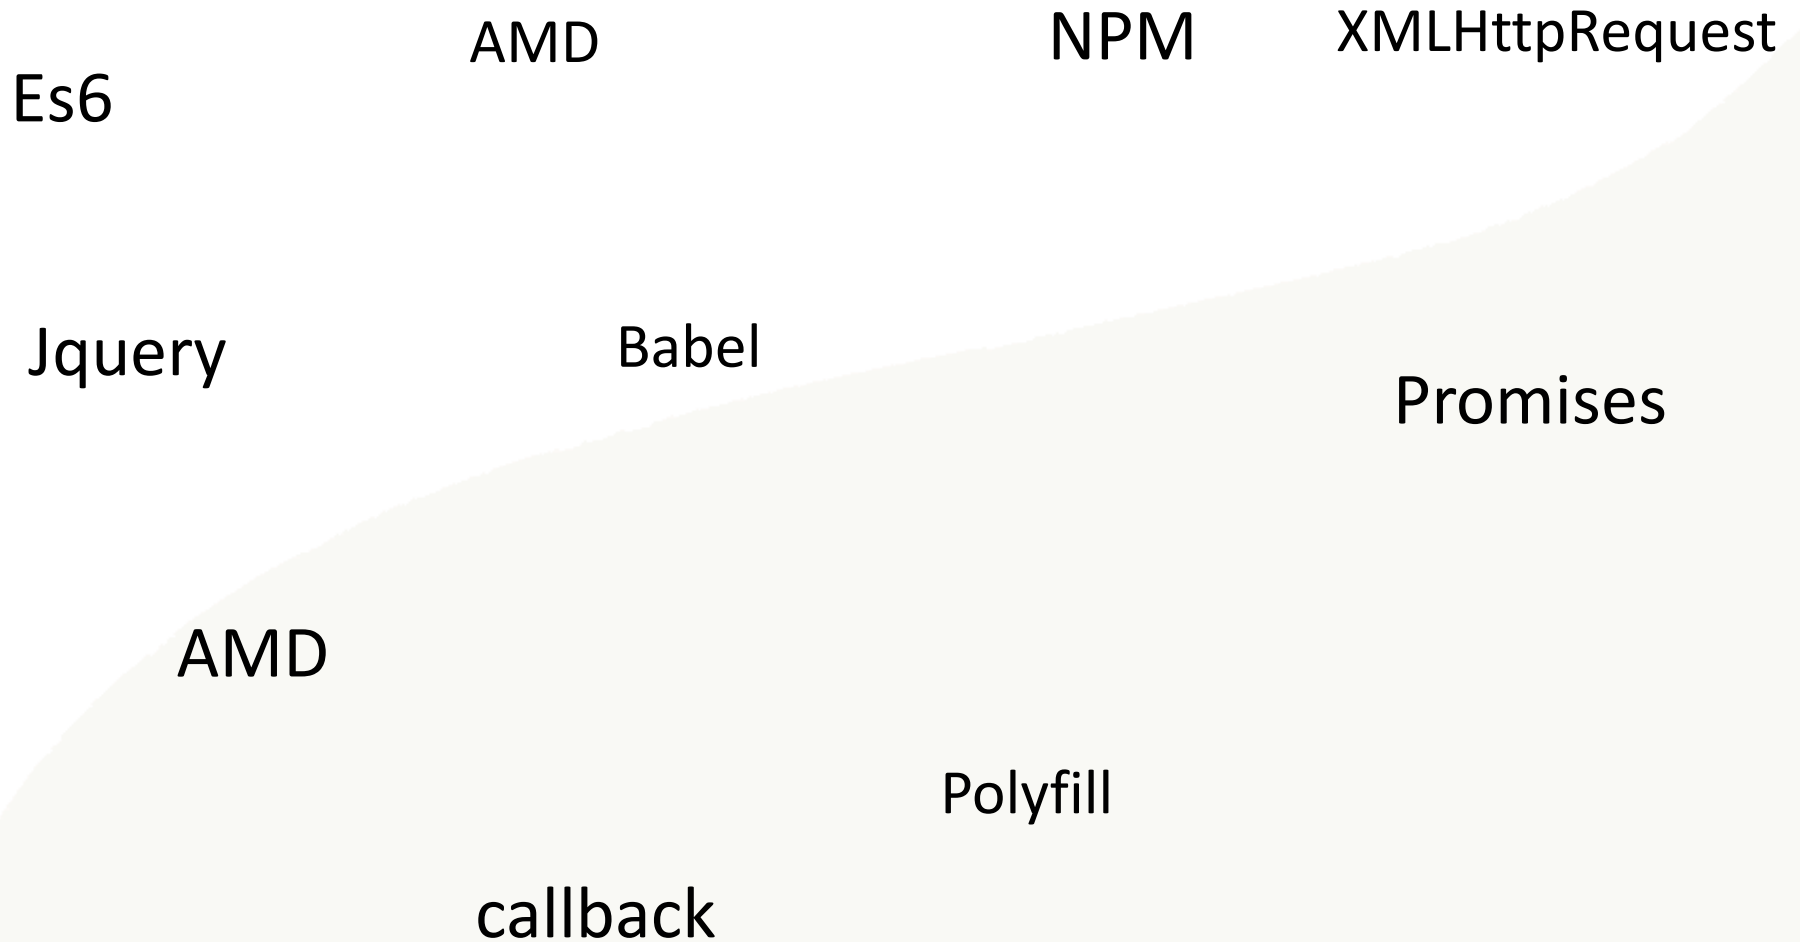 AMD
NPM
XMLHttpRequest
Es6
Jquery
Babel
Promises
AMD
Polyfill
callback